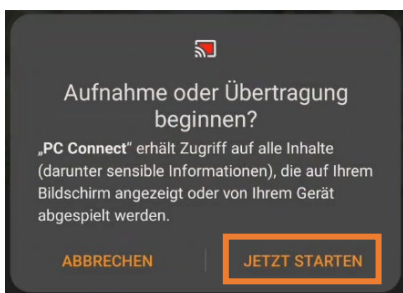 Aufnahme oder Übertragung
beginnen?
„PC Connect“ erhält Zugriff auf alle Inhalte
(darunter sensible Informationen), die auf Ihrem
Bildschirm angezeigt oder von Ihrem Gerät
abgespielt werden.
ABBRECHEN
JETZT STARTEN